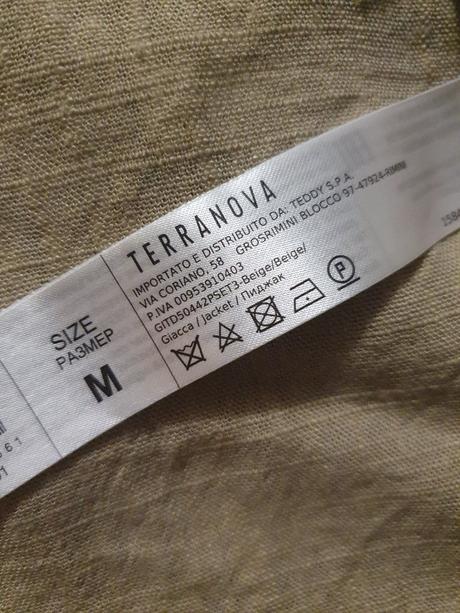 SIZE
РАЗМЕР
M
TERRANOVA
IMPORTATO E DISTRIBUITO DA: TEDDY S.P.A.
VIA CORIANO, 58 GROSRIMINI BLOCCO 97-47924-RIMINI
P.IVA 00953910403
GITD50442PSET3-Beige/Beige/
Giacca / Jacket / Пиджак
P